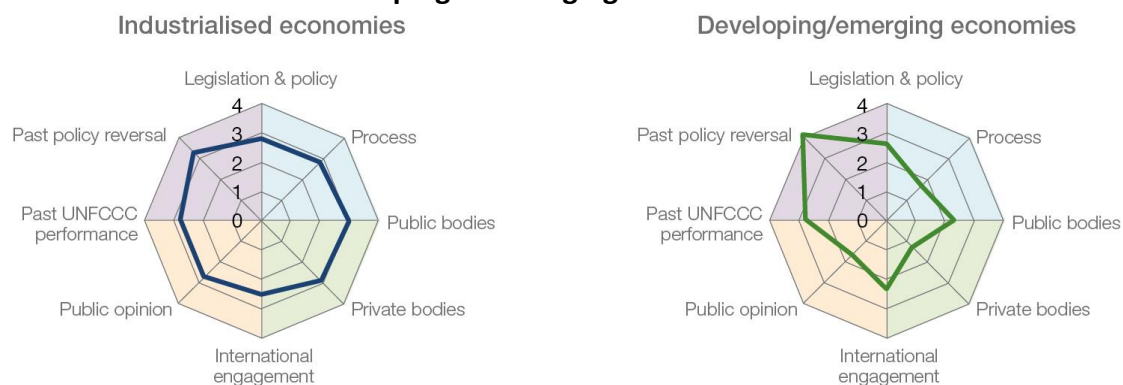 Industrialised economies
Legislation & policy
4
Past policy reversal
3
Process
2
1
Past UNFCCC
performance
0
Public bodies
Public opinion
Private bodies
International
engagement
Developing/emerging economies
Legislation & policy
4
Past policy reversal
3
Process
2
1
Past UNFCCC
performance
0
Public bodies
Public opinion
Private bodies
International
engagement